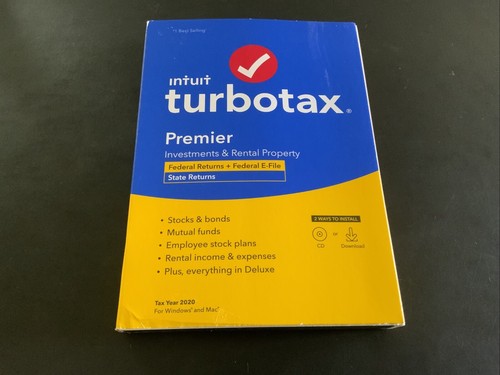 #1 Best Selling
ıntuıt
turbotax®
Premier
Investments & Rental Property
Federal Returns + Federal E-File
State Returns
• Stocks & bonds
• Mutual funds
• Employee stock plans
• Rental income & expenses
• Plus, everything in Deluxe
2 WAYS TO INSTALL
CD or Download
Tax Year 2020
For Windows® and Mac®